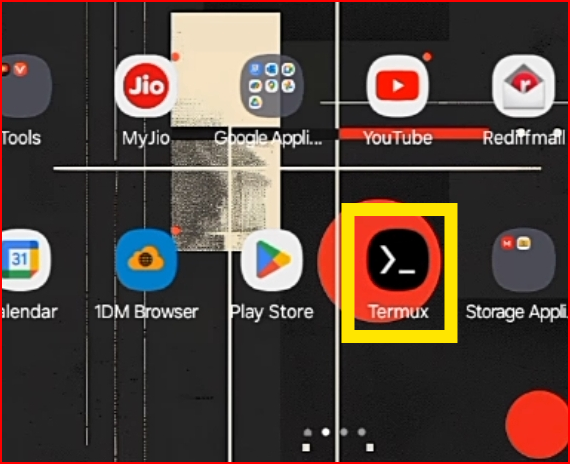 Tools
MyJio
Jio
Google Appli...
YouTube
Rediffmail
r
31
alendar
1DM Browser
Play Store
>_
Termux
Storage Appli